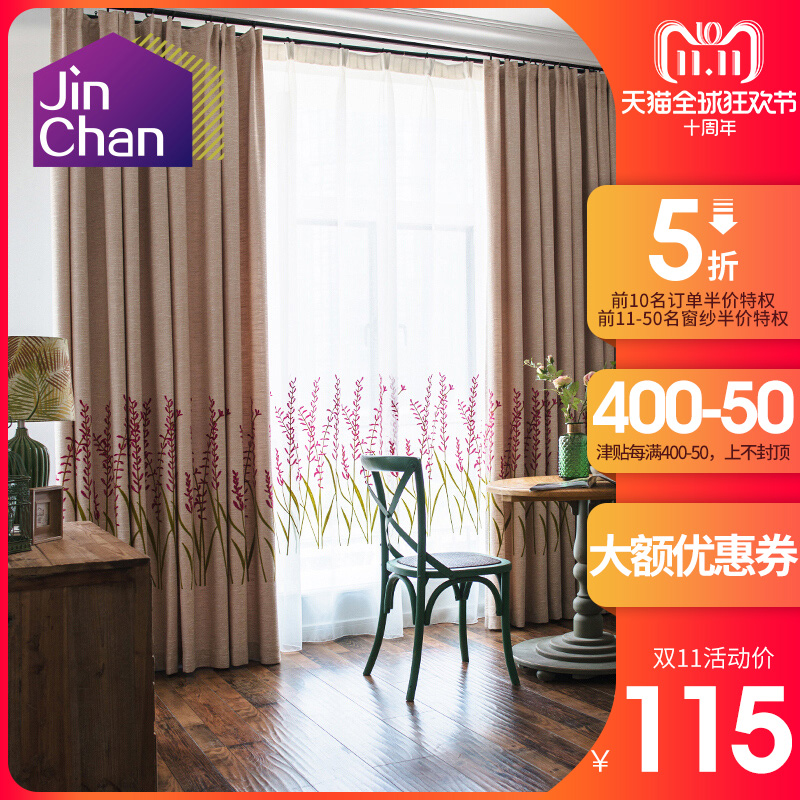 Jin
Chan
11.11
天猫全球狂欢节
十周年
5折
前10名订单半价特权
前11-50名窗纱半价特权
400-50
津贴每满400-50，上不封顶
大额优惠券
双11活动价
¥115